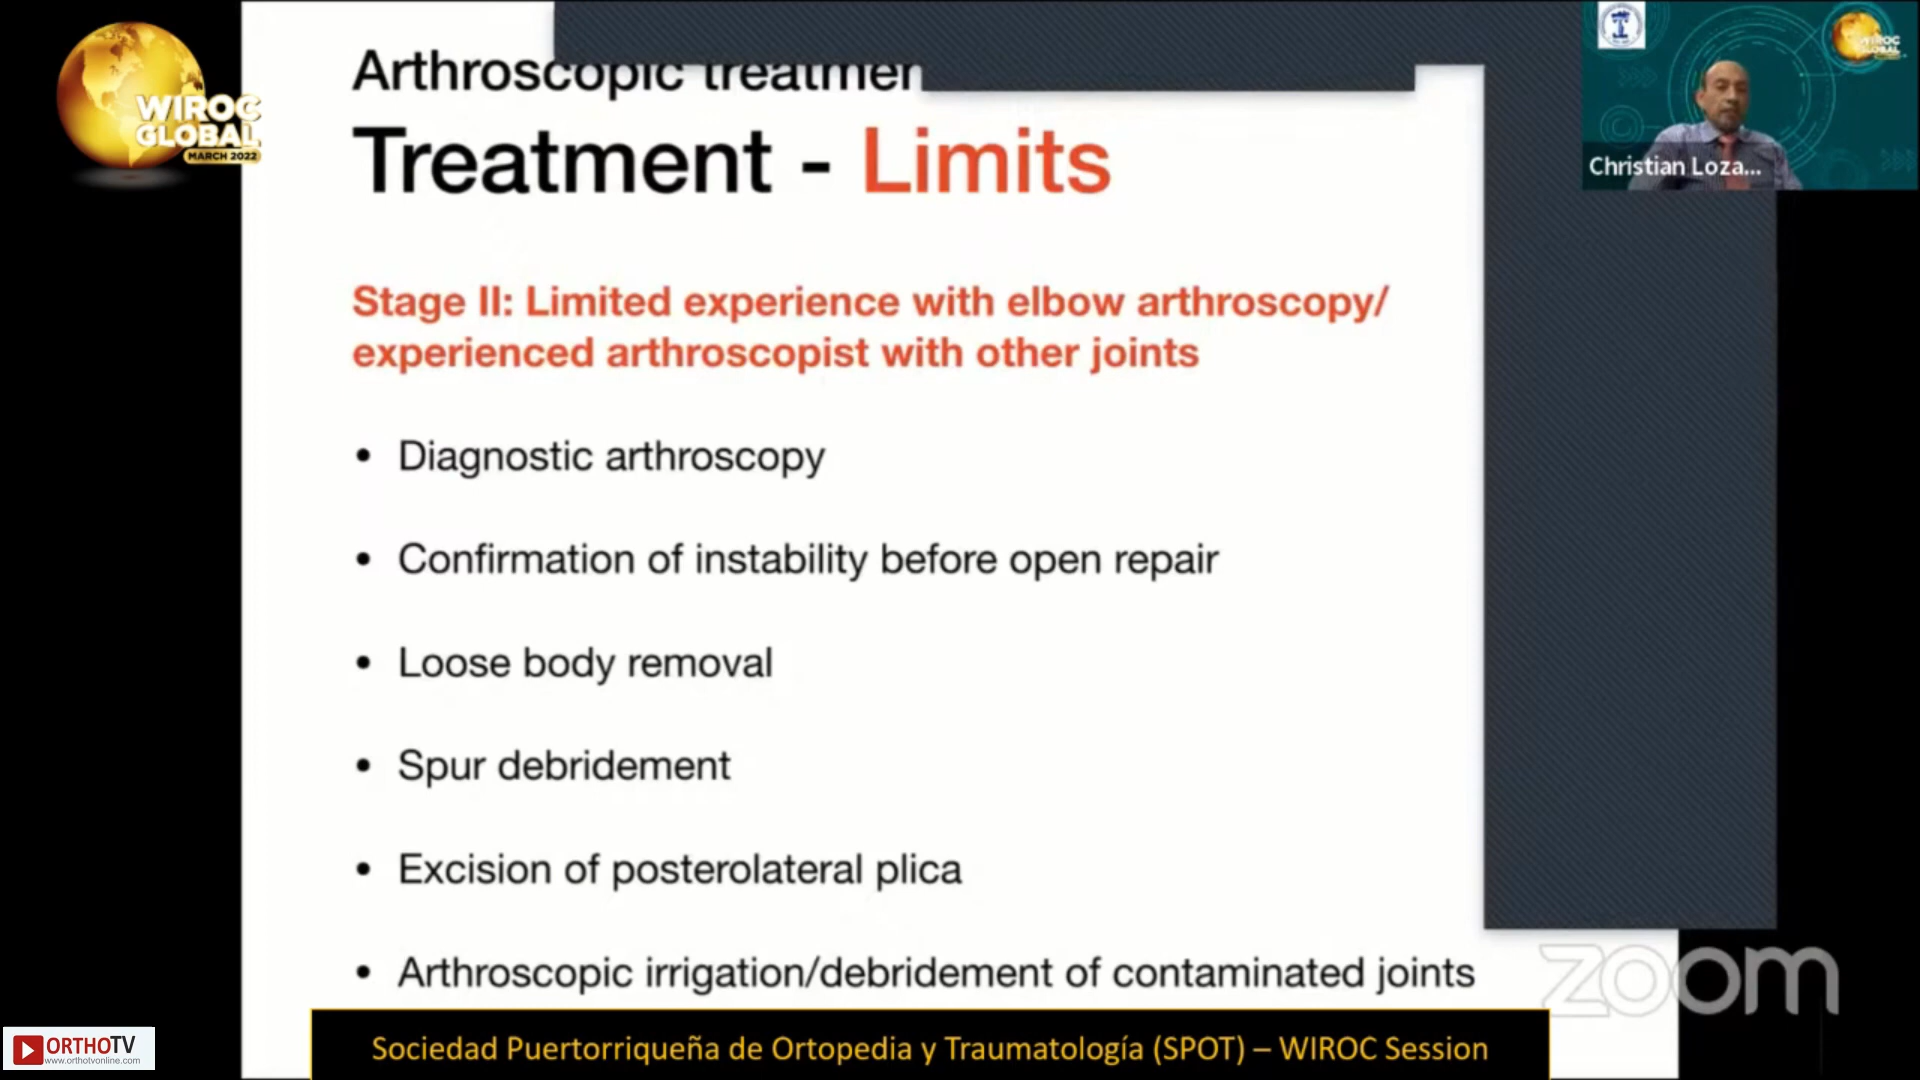 WIROC
GLOBAL
MARCH 2022
Arthroscopic
Treatment - Limits
Stage II: Limited experience with elbow arthroscopy/
experienced arthroscopist with other joints
• Diagnostic arthroscopy
• Confirmation of instability before open repair
• Loose body removal
• Spur debridement
• Excision of posterolateral plica
• Arthroscopic irrigation/debridement of contaminated joints
WIROC
GLOBAL
Christian Loza...
zoom
ORTHOTV
www.orthotvonline.com
Sociedad Puertorriqueña de Ortopedia y Traumatología (SPOT) – WIROC Session